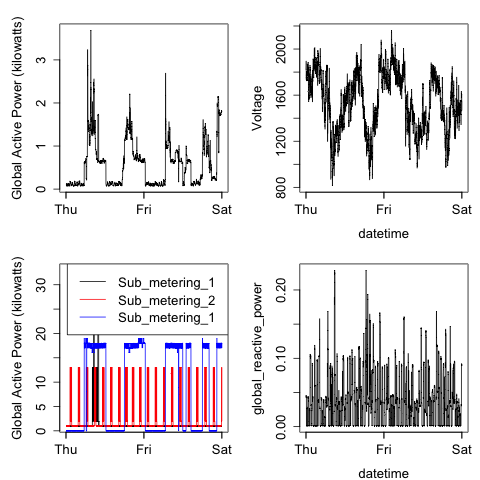 Global Active Power (kilowatts)
3
2
1
0
Thu
Fri
Sat
Voltage
2000
1600
1200
800
Thu
Fri
Sat
datetime
Global Active Power (kilowatts)
30
20
15
10
5
0
Sub_metering_1
Sub_metering_2
Sub_metering_1
Thu
Fri
Sat
global_reactive_power
0.20
0.10
0.00
Thu
Fri
Sat
datetime